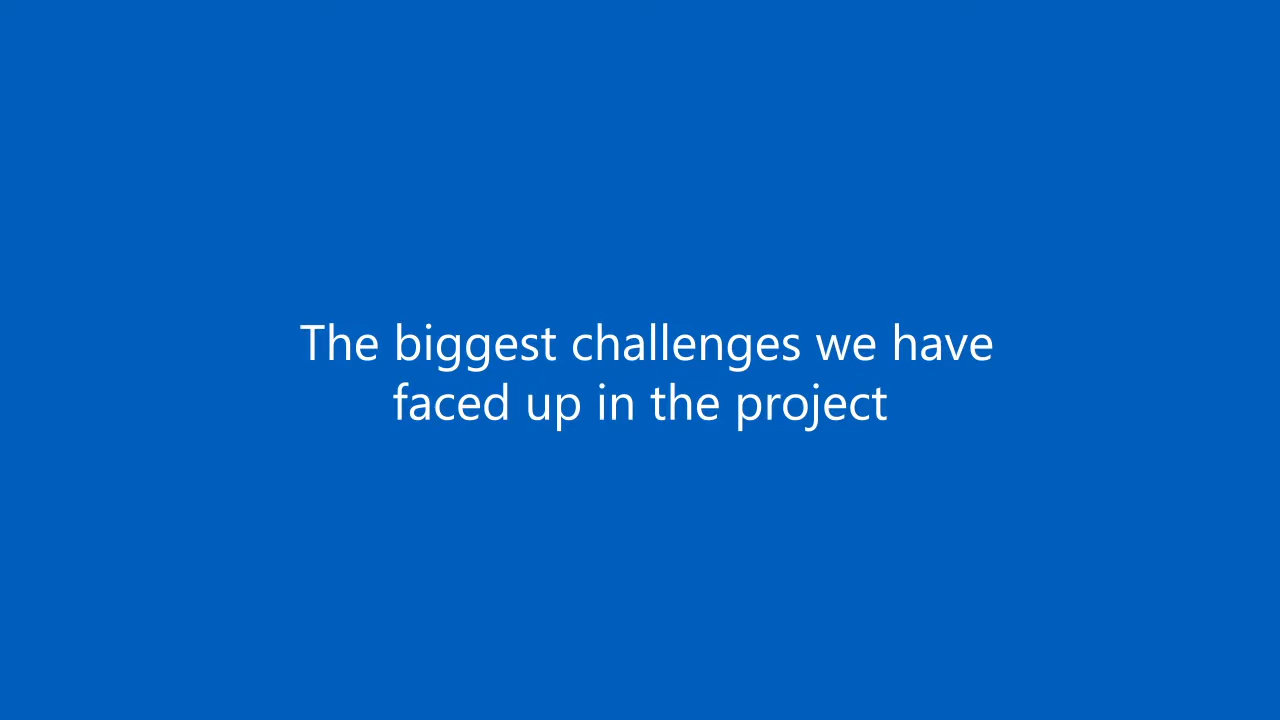 The biggest challenges we have
faced up in the project